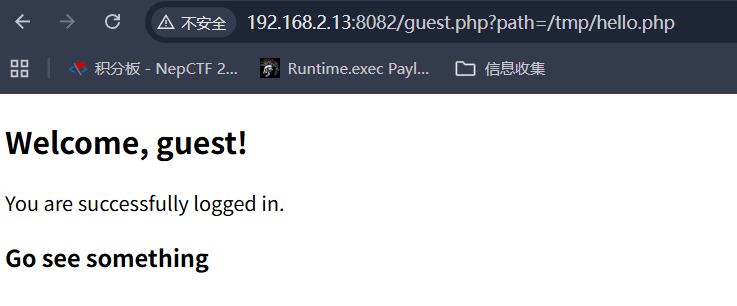 不安全 192.168.2.13:8082/guest.php?path=/tmp/hello.php
积分板 - NepCTF 2... Runtime.exec Payl... 信息收集
Welcome, guest!
You are successfully logged in.
Go see something